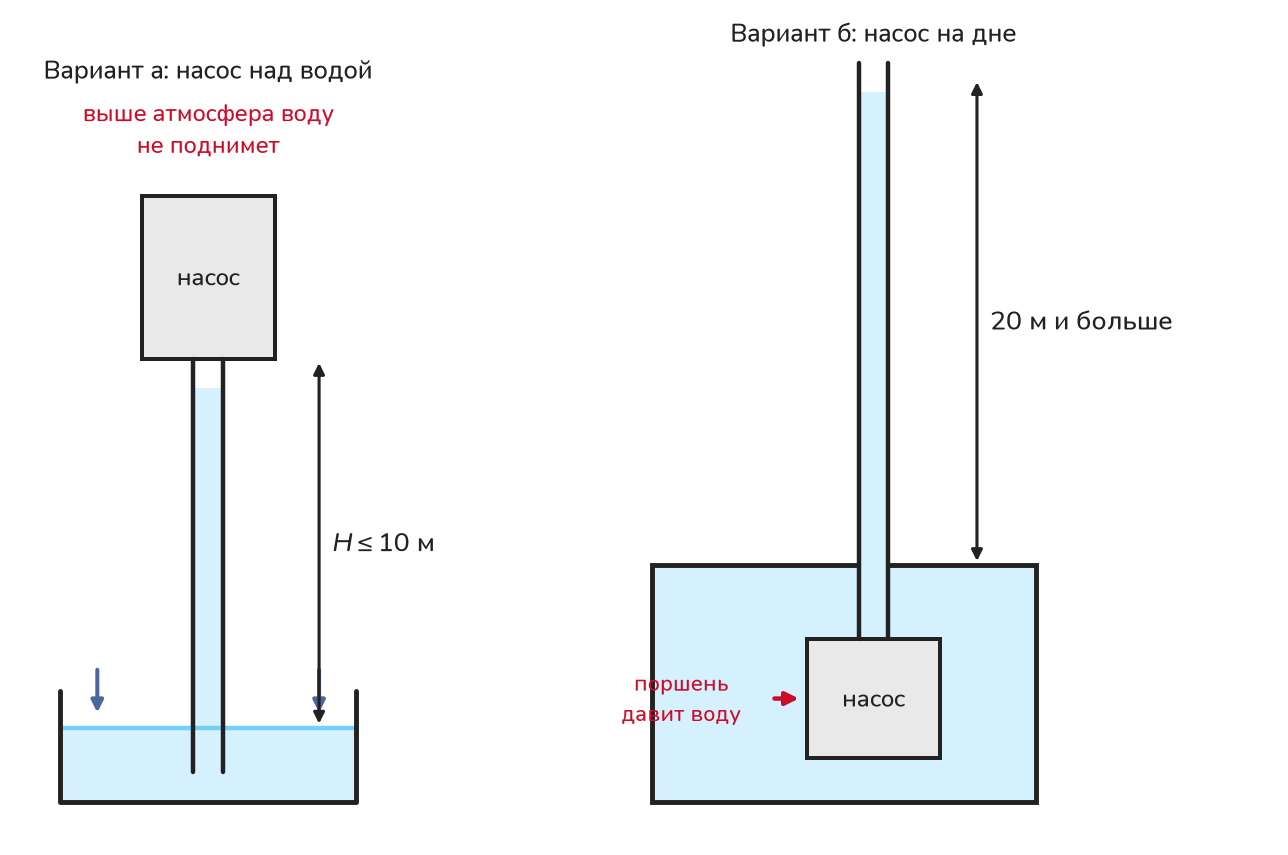 Вариант а: насос над водой
выше атмосфера воду
не поднимет
насос
H ≤ 10 м
Вариант б: насос на дне
20 м и больше
поршень
давит воду
насос